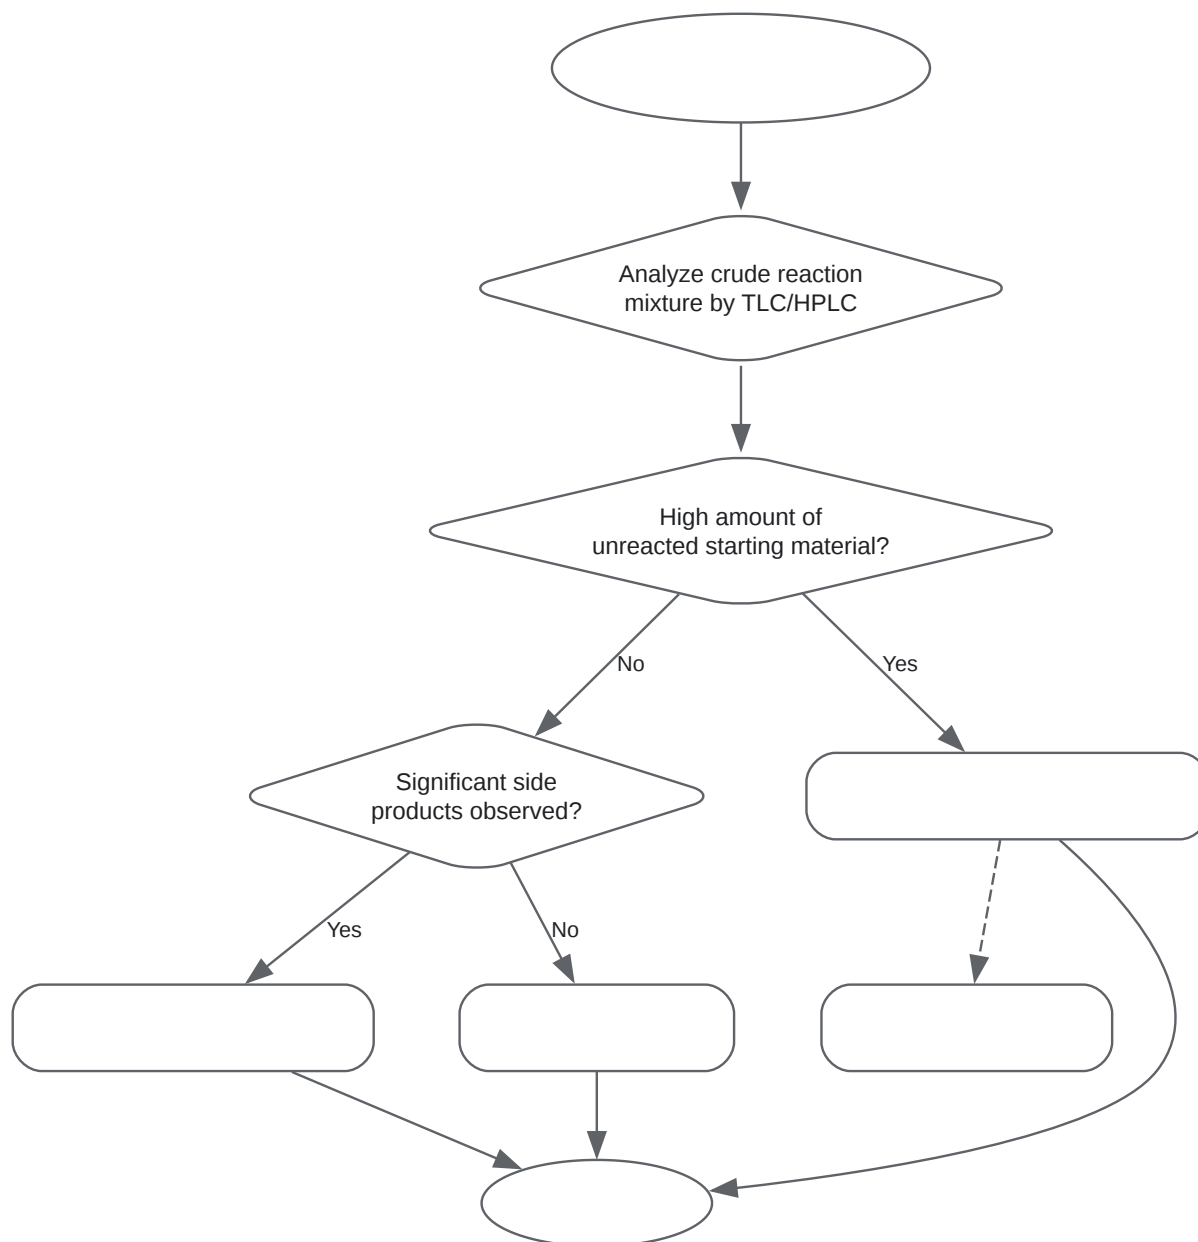 Analyze crude reaction
mixture by TLC/HPLC
High amount of
unreacted starting material?
No
Yes
Significant side
products observed?
Yes
No